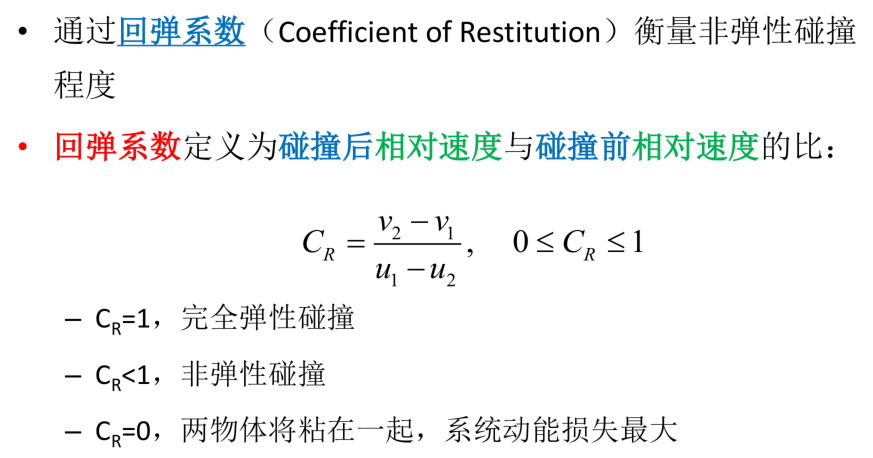 • 通过回弹系数（Coefficient of Restitution）衡量非弹性碰撞
程度
• 回弹系数定义为碰撞后相对速度与碰撞前相对速度的比：
C_R = \frac{v_2 - v_1}{u_1 - u_2}, 0 ≤ C_R ≤ 1
– C_R=1，完全弹性碰撞
– C_R<1，非弹性碰撞
– C_R=0，两物体将粘在一起，系统动能损失最大